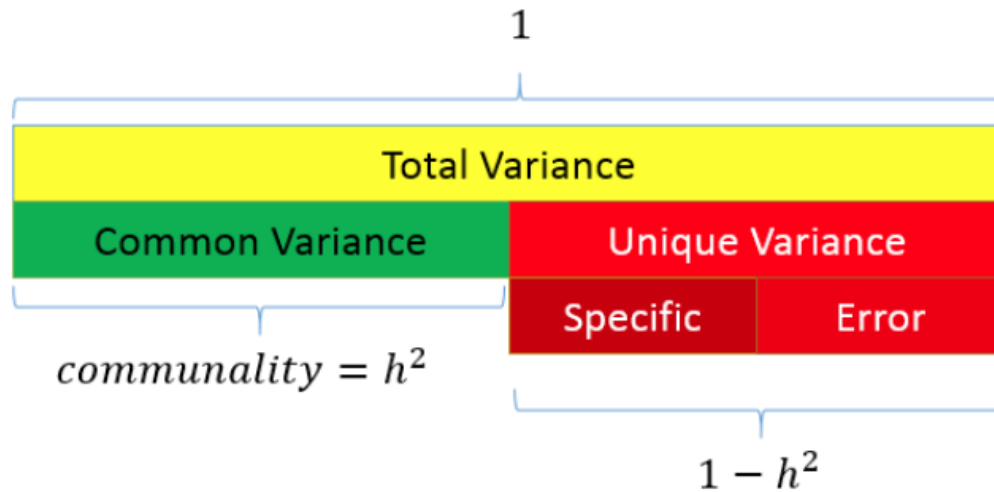 1
Total Variance
Common Variance Unique Variance
Specific Error
communality = h²
1 − h²